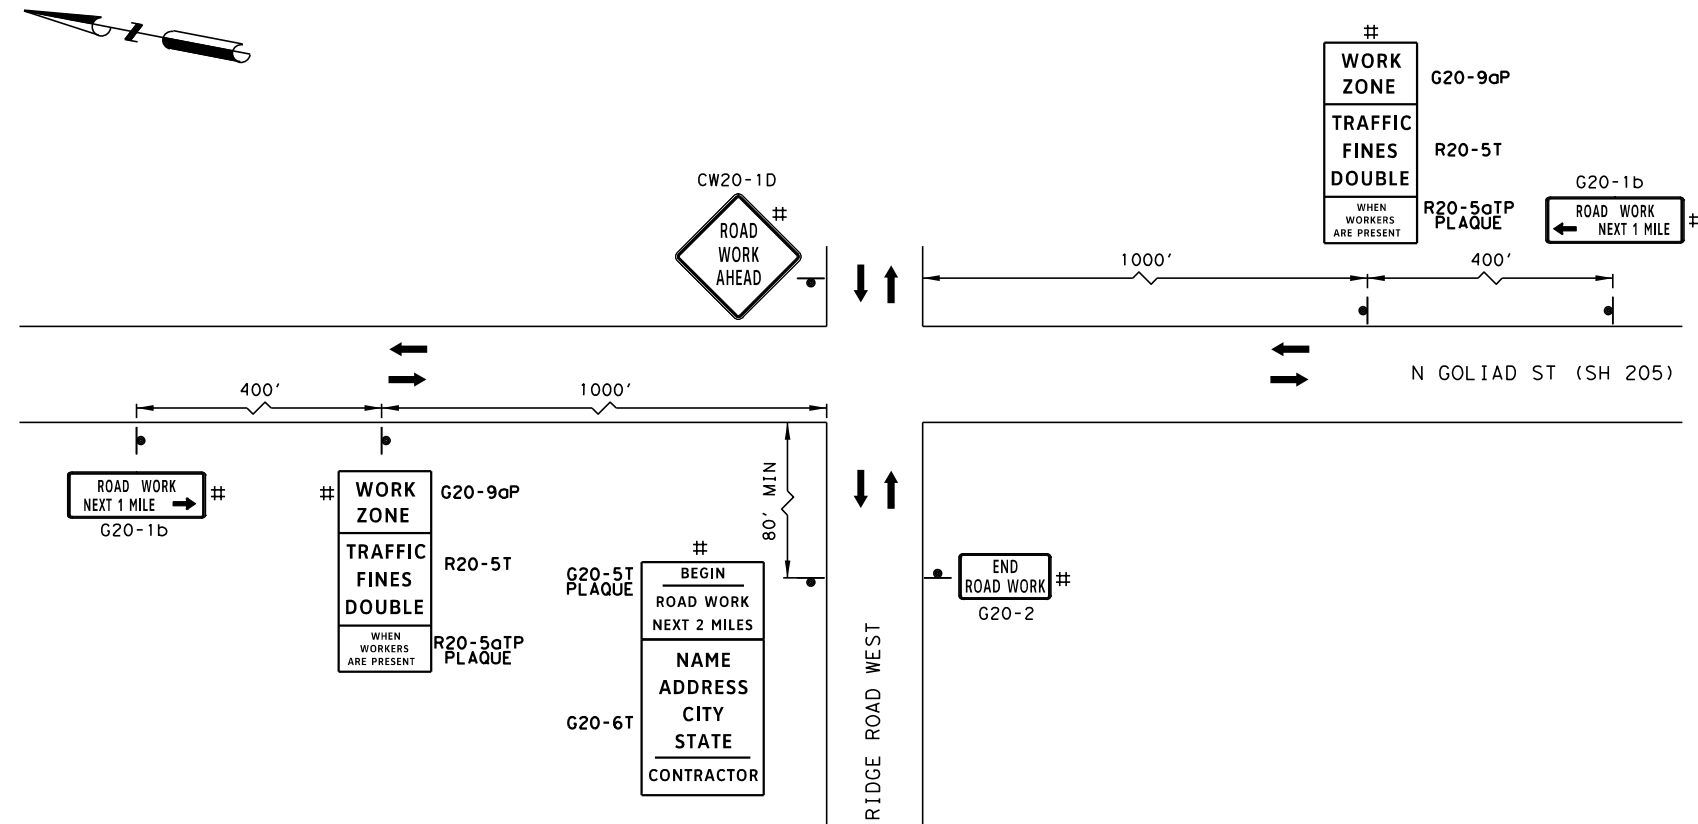 N
#
WORK
ZONE
G20-9aP
TRAFFIC
FINES
DOUBLE
R20-5T
WHEN
WORKERS
ARE PRESENT
R20-5aTP
PLAQUE
G20-1b
ROAD WORK
NEXT 1 MILE
#
CW20-1D
#
ROAD
WORK
AHEAD
1000'
400'
N GOLIAD ST (SH 205)
400'
1000'
ROAD WORK
NEXT 1 MILE
#
G20-1b
#
WORK
ZONE
G20-9aP
TRAFFIC
FINES
DOUBLE
R20-5T
WHEN
WORKERS
ARE PRESENT
R20-5aTP
PLAQUE
80' MIN
#
G20-5T
PLAQUE
BEGIN
ROAD WORK
NEXT 2 MILES
G20-6T
NAME
ADDRESS
CITY
STATE
CONTRACTOR
END
ROAD WORK
#
G20-2
RIDGE ROAD WEST